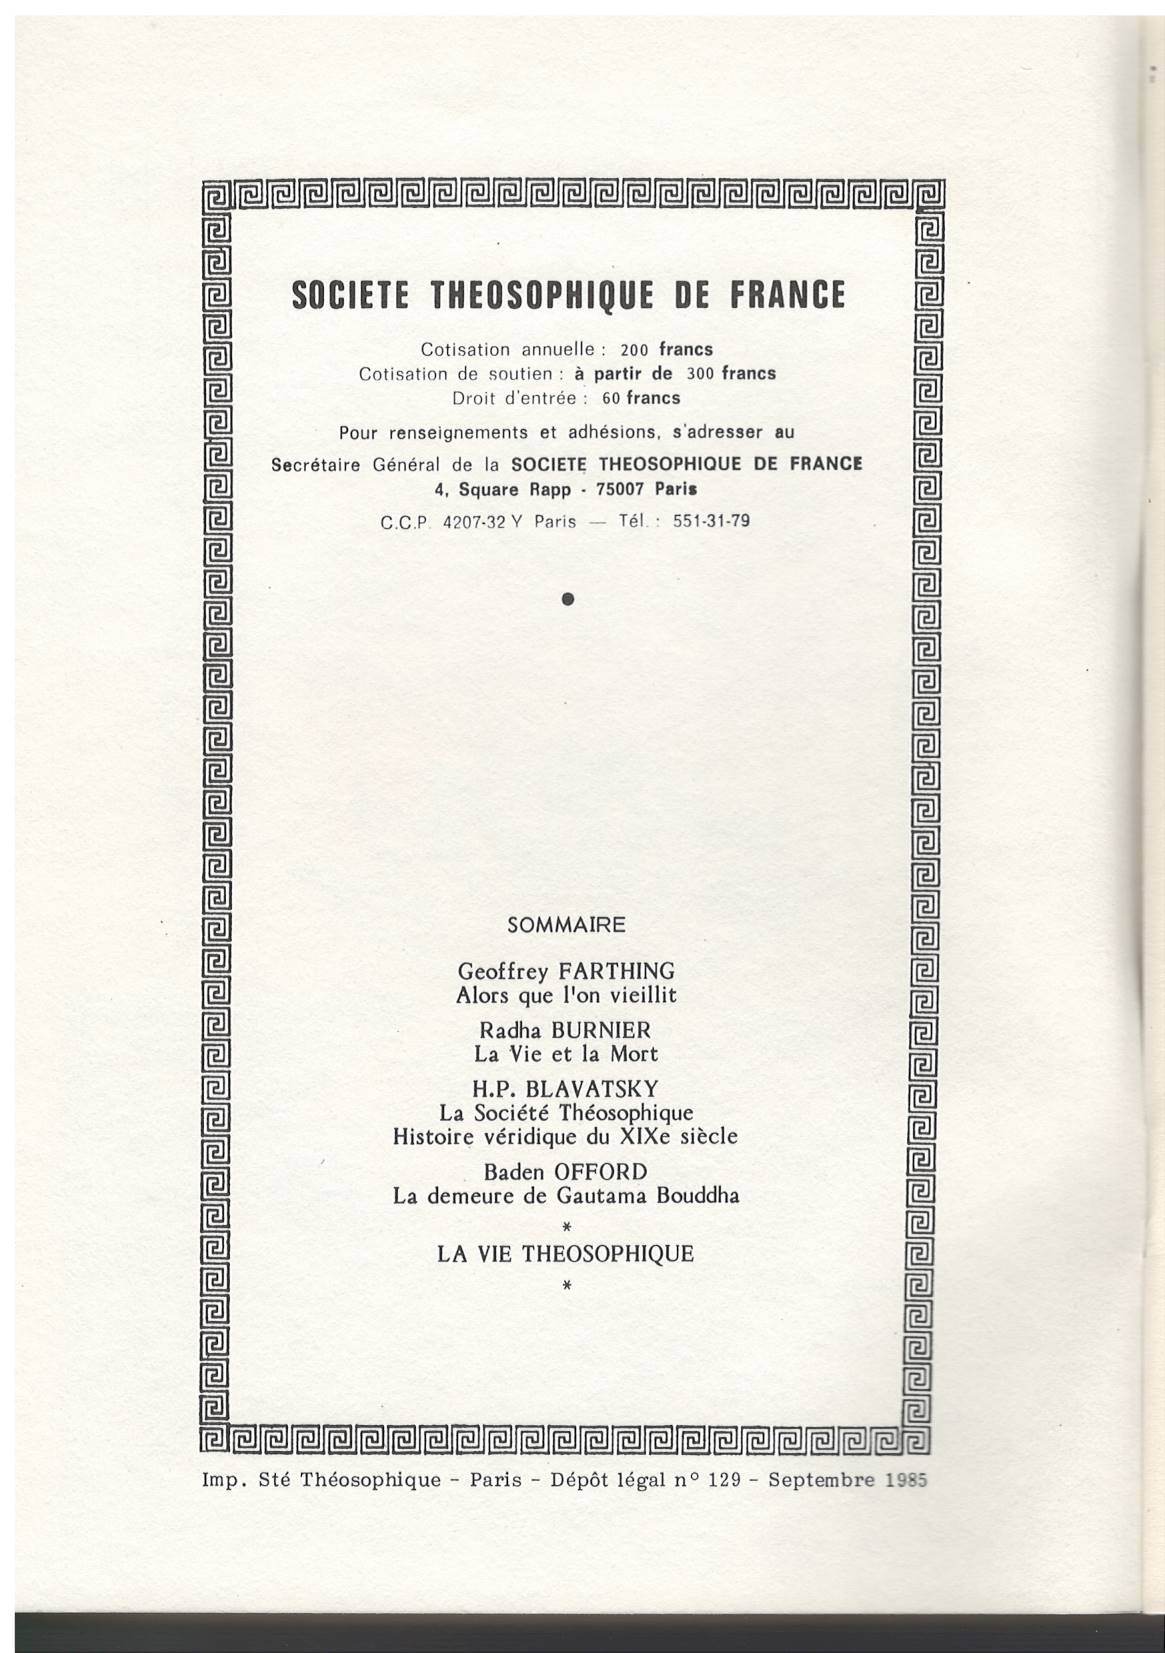 SOCIETE THEOSOPHIQUE DE FRANCE
Cotisation annuelle : 200 francs
Cotisation de soutien : à partir de 300 francs
Droit d'entrée : 60 francs
Pour renseignements et adhésions, s'adresser au
Secrétaire Général de la SOCIETE THEOSOPHIQUE DE FRANCE
4, Square Rapp - 75007 Paris
C.C.P. 4207-32 Y Paris — Tél. : 551-31-79
●
SOMMAIRE
Geoffrey FARTHING
Alors que l'on vieillit
Radha BURNIER
La Vie et la Mort
H.P. BLAVATSKY
La Société Théosophique
Histoire véridique du XIXe siècle
Baden OFFORD
La demeure de Gautama Bouddha
*
LA VIE THEOSOPHIQUE
*
Imp. Sté Théosophique - Paris - Dépôt légal n° 129 - Septembre 1985